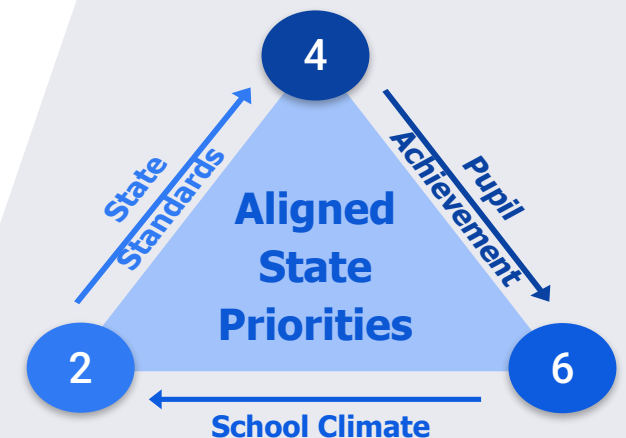 4
State
Standards
Pupil
Achievement
Aligned
State
Priorities
2
6
School Climate